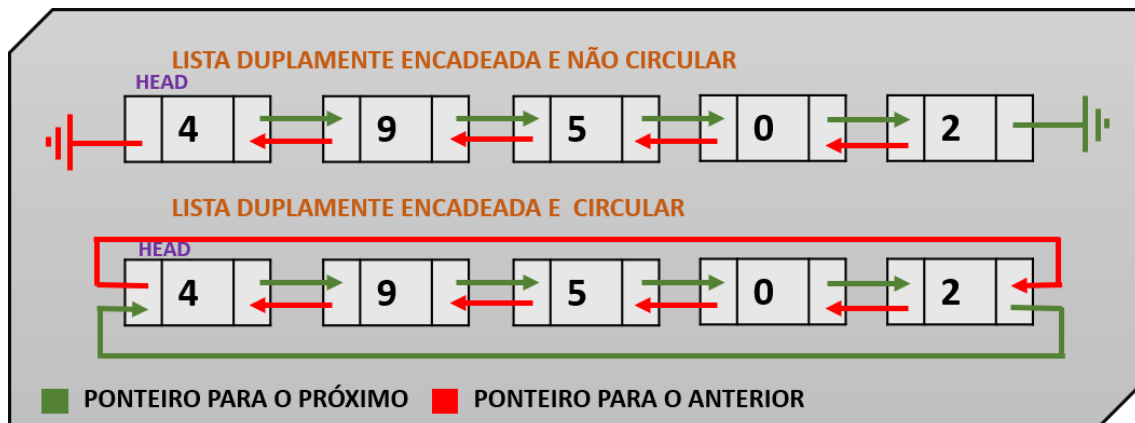 LISTA DUPLAMENTE ENCADEADA E NÃO CIRCULAR
HEAD
4 9 5 0 2
LISTA DUPLAMENTE ENCADEADA E CIRCULAR
HEAD
4 9 5 0 2
PONTEIRO PARA O PRÓXIMO PONTEIRO PARA O ANTERIOR